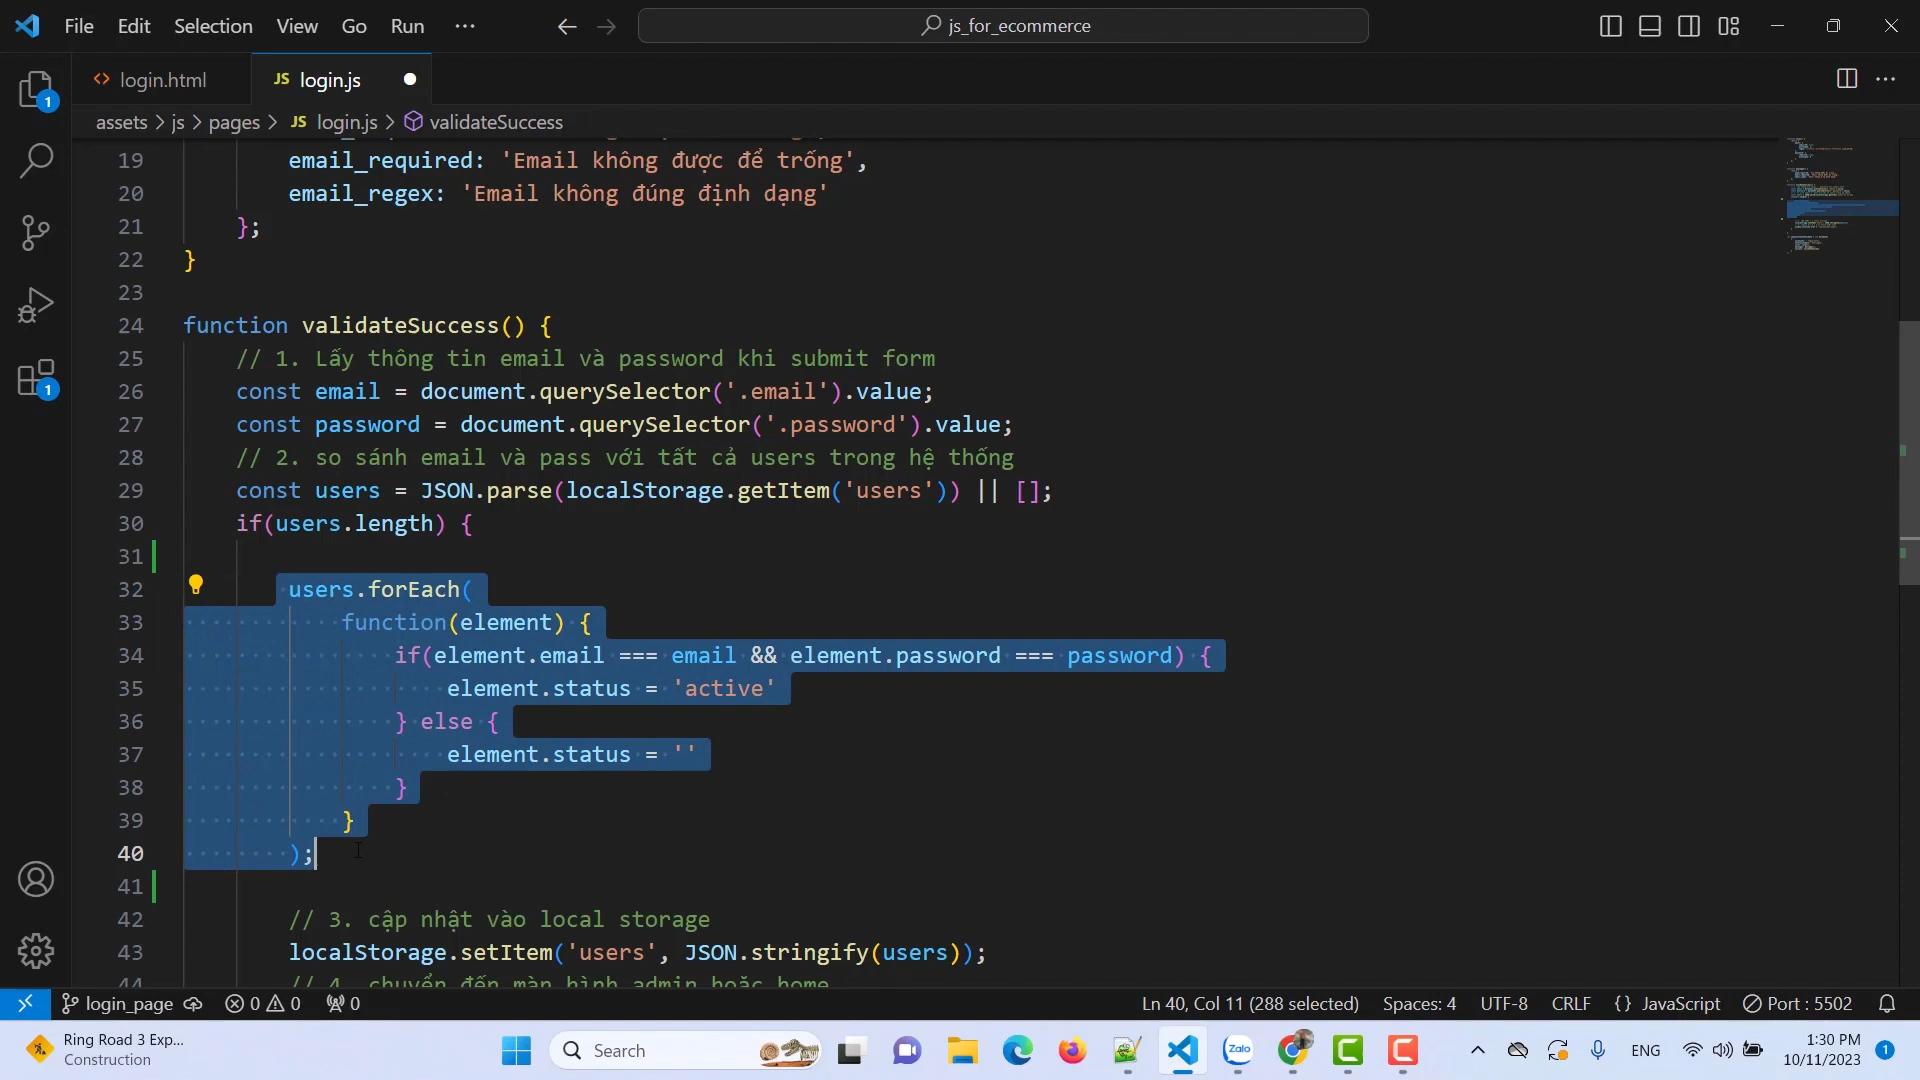 File Edit Selection View Go Run ··· js_for_ecommerce
login.html JS login.js
assets > js > pages > JS login.js > validateSuccess
19 email_required: 'Email không được để trống',
20 email_regex: 'Email không đúng định dạng'
21 };
22 }
23
24 function validateSuccess() {
25 // 1. Lấy thông tin email và password khi submit form
26 const email = document.querySelector('.email').value;
27 const password = document.querySelector('.password').value;
28 // 2. so sánh email và pass với tất cả users trong hệ thống
29 const users = JSON.parse(localStorage.getItem('users')) || [];
30 if(users.length) {
31
32 users.forEach(
33 function(element) {
34 if(element.email === email && element.password === password) {
35 element.status = 'active'
36 } else {
37 element.status = ''
38 }
39 }
40 );
41
42 // 3. cập nhật vào local storage
43 localStorage.setItem('users', JSON.stringify(users));
44 // 4. chuyển đến màn hình admin hoặc home
1
1
login_page 0 0 0 Ln 40, Col 11 (288 selected) Spaces: 4 UTF-8 CRLF {} JavaScript Port : 5502
Ring Road 3 Exp...
Construction
Search
Zalo
ENG
1:30 PM
10/11/2023
1